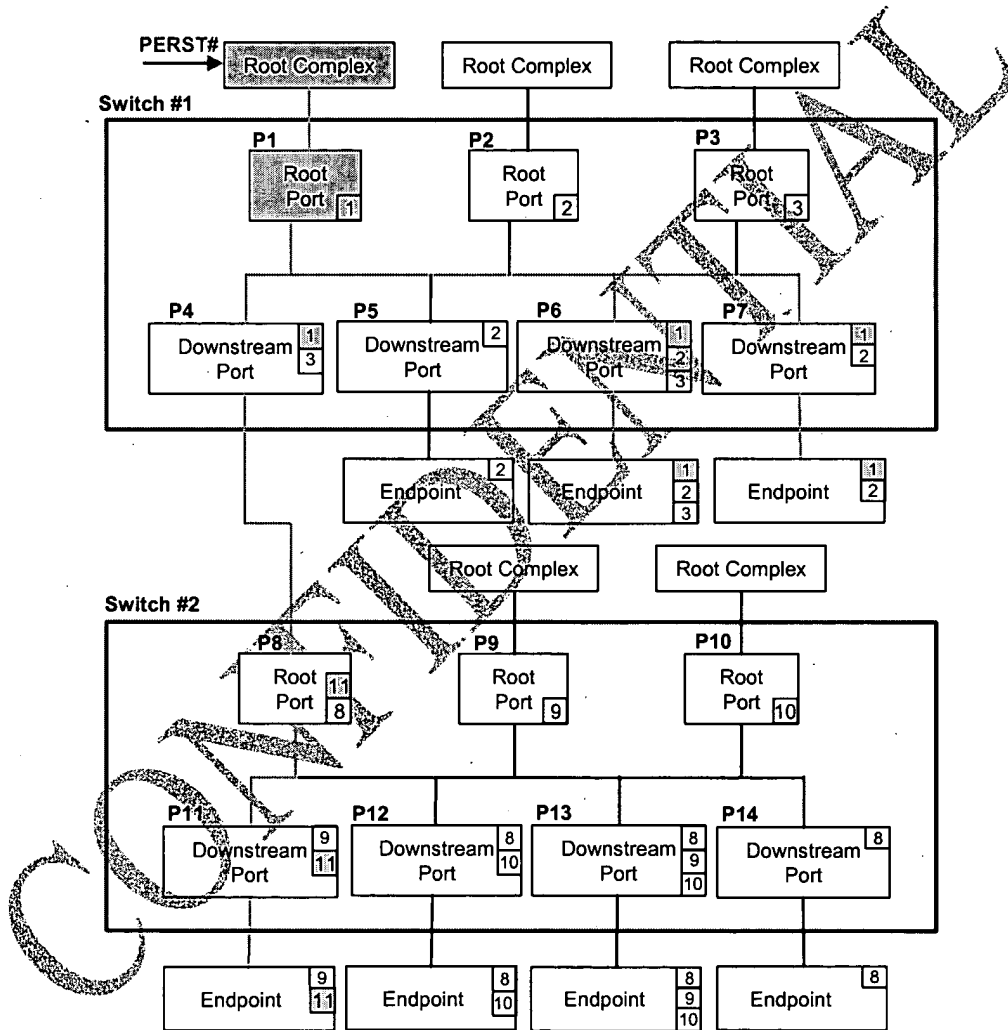 PERST#
Root Complex
Root Complex
Root Complex
Switch #1
P1
Root
Port
1
P2
Root
Port
2
P3
Root
Port
3
P4
Downstream
Port
1
3
P5
Downstream
Port
2
P6
Downstream
Port
1
2
3
P7
Downstream
Port
1
2
Endpoint
2
Endpoint
1
2
3
Endpoint
1
2
Root Complex
Root Complex
Switch #2
P8
Root
Port
11
8
P9
Root
Port
9
P10
Root
Port
10
P11
Downstream
Port
9
11
P12
Downstream
Port
8
10
P13
Downstream
Port
8
9
10
P14
Downstream
Port
8
Endpoint
9
11
Endpoint
8
10
Endpoint
8
9
10
Endpoint
8
CONFIDENTIAL